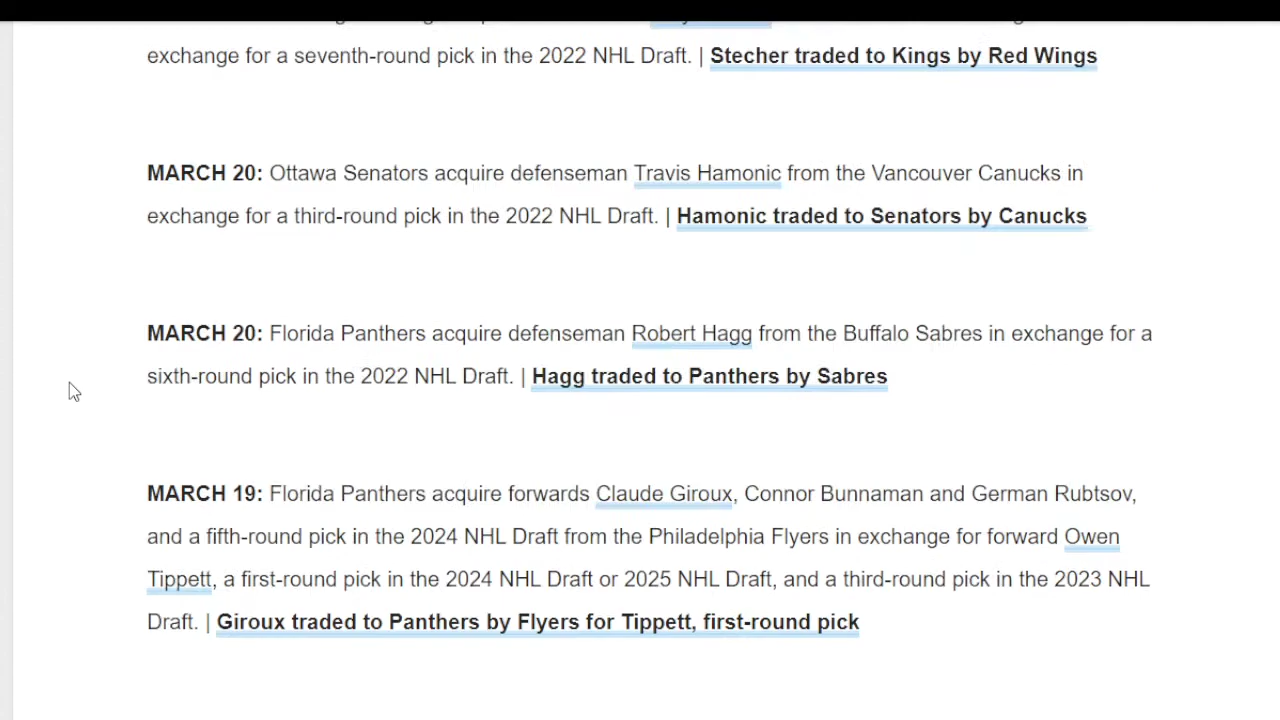 exchange for a seventh-round pick in the 2022 NHL Draft. | Stecher traded to Kings by Red Wings
MARCH 20: Ottawa Senators acquire defenseman Travis Hamonic from the Vancouver Canucks in
exchange for a third-round pick in the 2022 NHL Draft. | Hamonic traded to Senators by Canucks
MARCH 20: Florida Panthers acquire defenseman Robert Hagg from the Buffalo Sabres in exchange for a
sixth-round pick in the 2022 NHL Draft. | Hagg traded to Panthers by Sabres
MARCH 19: Florida Panthers acquire forwards Claude Giroux, Connor Bunnaman and German Rubtsov,
and a fifth-round pick in the 2024 NHL Draft from the Philadelphia Flyers in exchange for forward Owen
Tippett, a first-round pick in the 2024 NHL Draft or 2025 NHL Draft, and a third-round pick in the 2023 NHL
Draft. | Giroux traded to Panthers by Flyers for Tippett, first-round pick